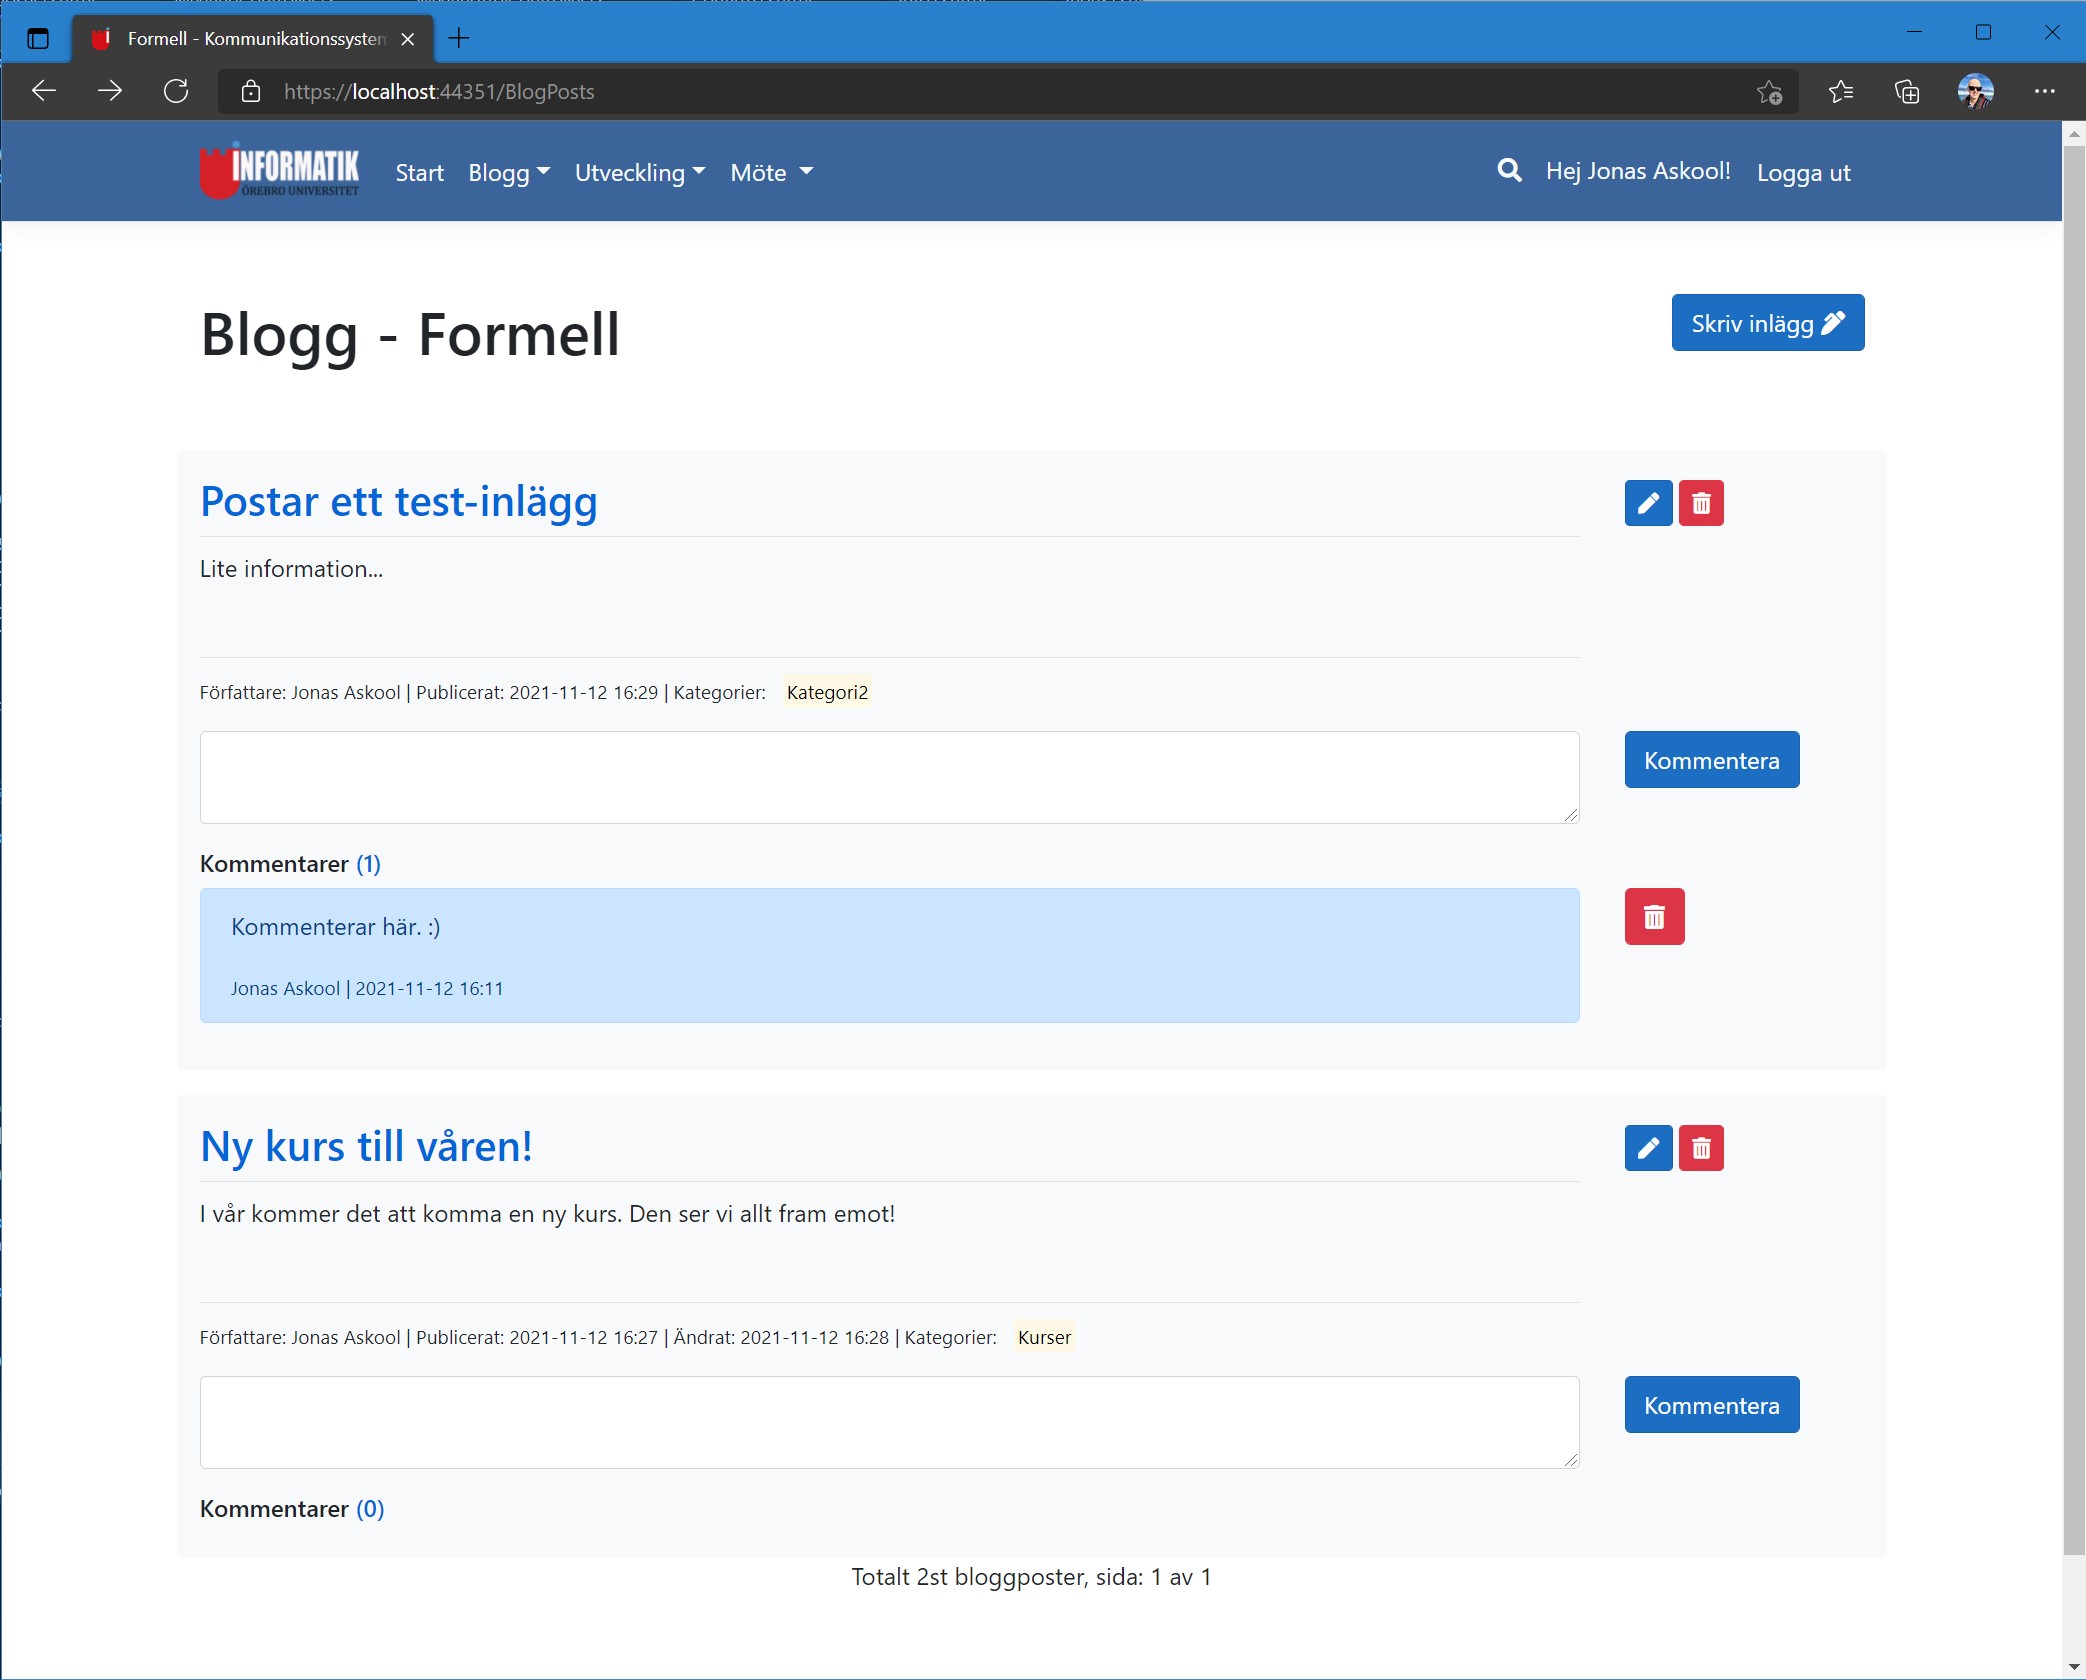 Formell - Kommunikationssystem
https://localhost:44351/BlogPosts
INFORMATIK
ÖREBRO UNIVERSITET
Start Blogg Utveckling Möte Hej Jonas Askool! Logga ut
Blogg - Formell
Skriv inlägg
Postar ett test-inlägg
Lite information...
Författare: Jonas Askool | Publicerat: 2021-11-12 16:29 | Kategorier: Kategori2
Kommentera
Kommentarer (1)
Kommenterar här. :)
Jonas Askool | 2021-11-12 16:11
Ny kurs till våren!
I vår kommer det att komma en ny kurs. Den ser vi allt fram emot!
Författare: Jonas Askool | Publicerat: 2021-11-12 16:27 | Ändrat: 2021-11-12 16:28 | Kategorier: Kurser
Kommentera
Kommentarer (0)
Totalt 2st bloggposter, sida: 1 av 1